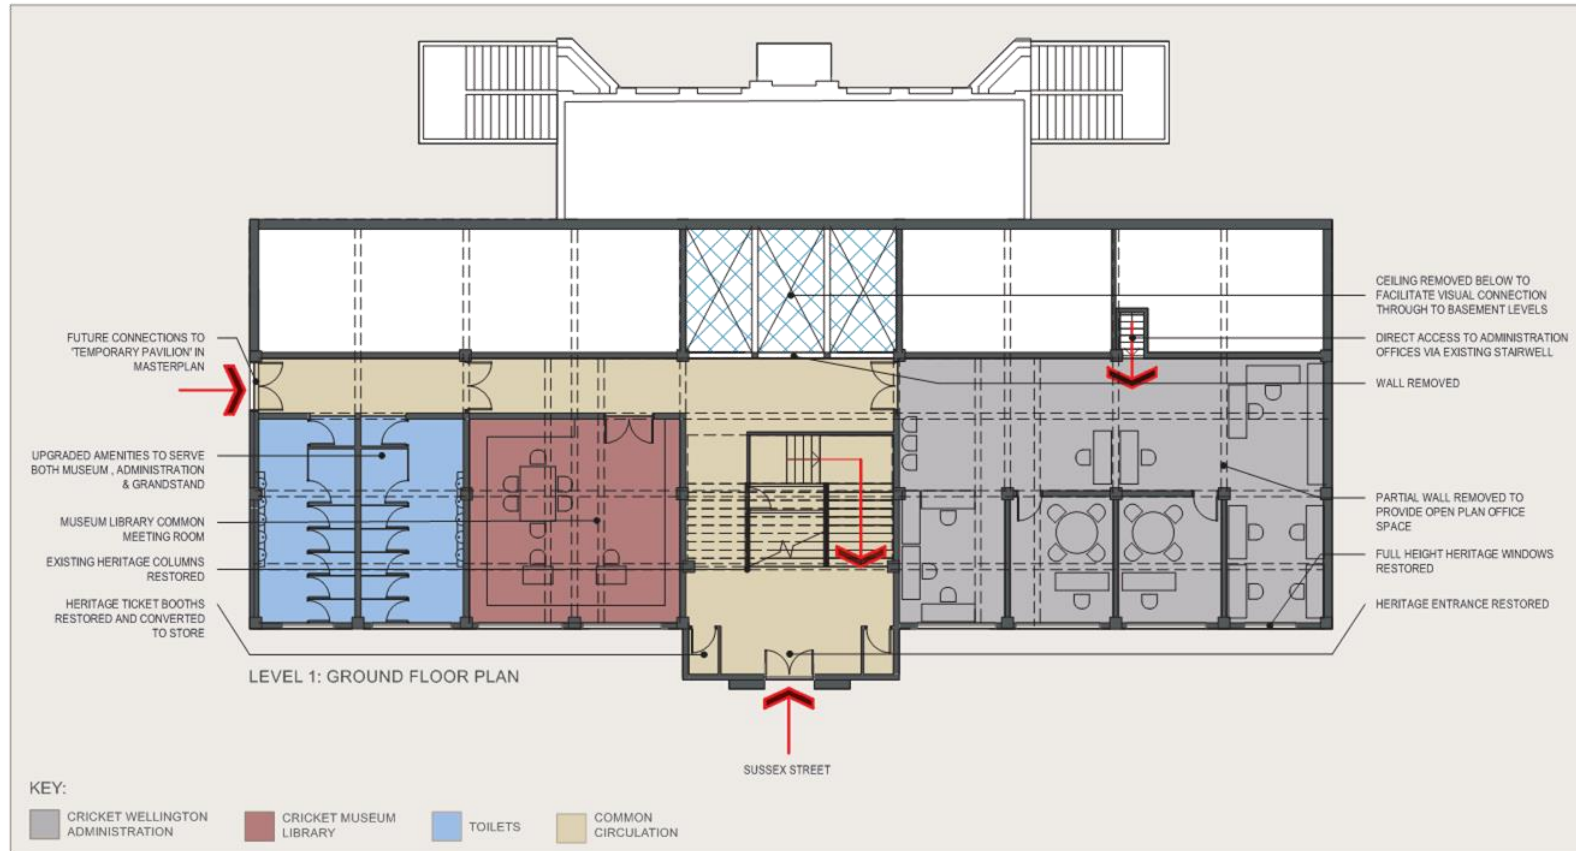 CEILING REMOVED BELOW TO
FACILITATE VISUAL CONNECTION
THROUGH TO BASEMENT LEVELS
FUTURE CONNECTIONS TO
'TEMPORARY PAVILION' IN
MASTERPLAN
DIRECT ACCESS TO ADMINISTRATION
OFFICES VIA EXISTING STAIRWELL
WALL REMOVED
UPGRADED AMENITIES TO SERVE
BOTH MUSEUM , ADMINISTRATION
& GRANDSTAND
PARTIAL WALL REMOVED TO
PROVIDE OPEN PLAN OFFICE
SPACE
MUSEUM LIBRARY COMMON
MEETING ROOM
EXISTING HERITAGE COLUMNS
RESTORED
FULL HEIGHT HERITAGE WINDOWS
RESTORED
HERITAGE TICKET BOOTHS
RESTORED AND CONVERTED
TO STORE
HERITAGE ENTRANCE RESTORED
LEVEL 1: GROUND FLOOR PLAN
SUSSEX STREET
KEY:
CRICKET WELLINGTON
ADMINISTRATION
CRICKET MUSEUM
LIBRARY
TOILETS
COMMON
CIRCULATION